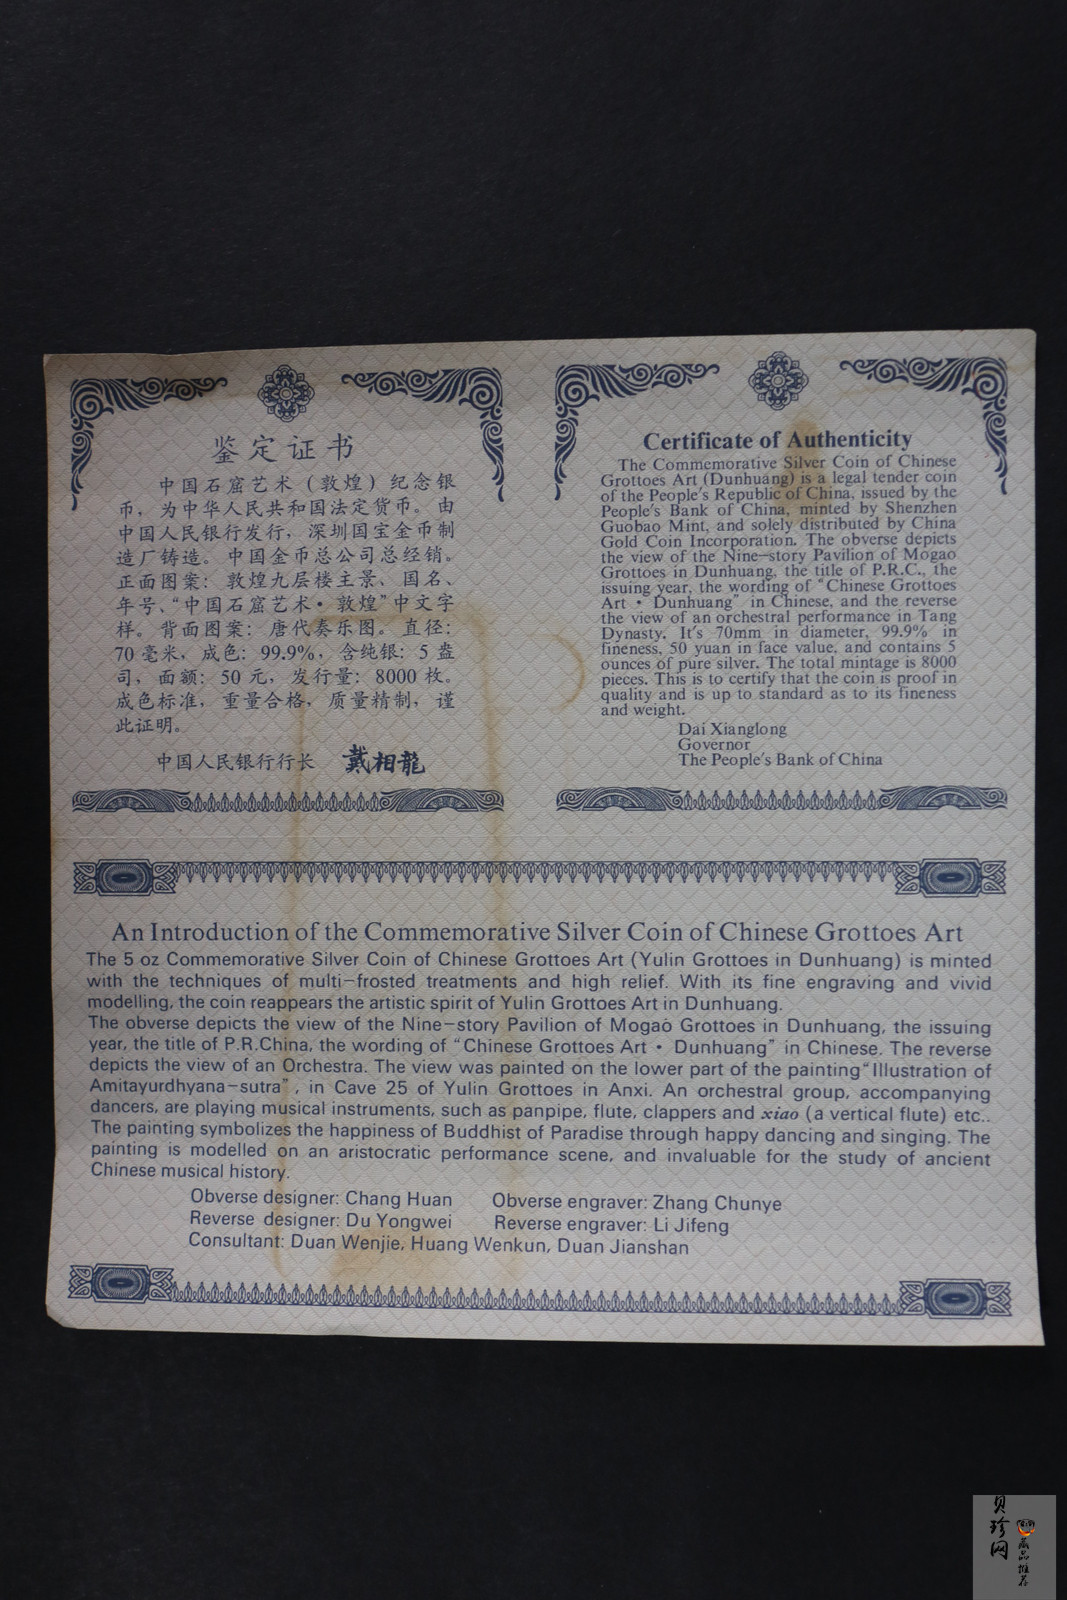 鉴定证书
中国石窟艺术（敦煌）纪念银
币，为中华人民共和国法定货币。由
中国人民银行发行，深圳国宝金币制
造厂铸造。中国金币总公司总经销。
正面图案：敦煌九层楼主景、国名、
年号、“中国石窟艺术·敦煌”中文字
样。背面图案：唐代奏乐图。直径：
70毫米，成色：99.9%，含纯银：5盎
司，面额：50元，发行量：8000枚。
成色标准，重量合格，质量精制，谨
此证明。
中国人民银行行长 戴相龍
Certificate of Authenticity
The Commemorative Silver Coin of Chinese
Grottoes Art (Dunhuang) is a legal tender coin
of the People's Republic of China, issued by the
People's Bank of China, minted by Shenzhen
Guobao Mint, and solely distributed by China
Gold Coin Incorporation. The obverse depicts
the view of the Nine-story Pavilion of Mogao
Grottoes in Dunhuang, the title of P.R.C., the
issuing year, the wording of "Chinese Grottoes
Art • Dunhuang" in Chinese, and the reverse
the view of an orchestral performance in Tang
Dynasty. It's 70mm in diameter, 99.9% in
fineness, 50 yuan in face value, and contains 5
ounces of pure silver. The total mintage is 8000
pieces. This is to certify that the coin is proof in
quality and is up to standard as to its fineness
and weight.
Dai Xianglong
Governor
The People's Bank of China
An Introduction of the Commemorative Silver Coin of Chinese Grottoes Art
The 5 oz Commemorative Silver Coin of Chinese Grottoes Art (Yulin Grottoes in Dunhuang) is minted
with the techniques of multi-frosted treatments and high relief. With its fine engraving and vivid
modelling, the coin reappears the artistic spirit of Yulin Grottoes Art in Dunhuang.
The obverse depicts the view of the Nine-story Pavilion of Mogao Grottoes in Dunhuang, the issuing
year, the title of P.R.China, the wording of "Chinese Grottoes Art • Dunhuang" in Chinese. The reverse
depicts the view of an Orchestra. The view was painted on the lower part of the painting "Illustration of
Amitayurdhyana-sutra", in Cave 25 of Yulin Grottoes in Anxi. An orchestral group, accompanying
dancers, are playing musical instruments, such as panpipe, flute, clappers and xiao (a vertical flute) etc..
The painting symbolizes the happiness of Buddhist of Paradise through happy dancing and singing. The
painting is modelled on an aristocratic performance scene, and invaluable for the study of ancient
Chinese musical history.
Obverse designer: Chang Huan Obverse engraver: Zhang Chunye
Reverse designer: Du Yongwei Reverse engraver: Li Jifeng
Consultant: Duan Wenjie, Huang Wenkun, Duan Jianshan
贝珍网
藏品推荐